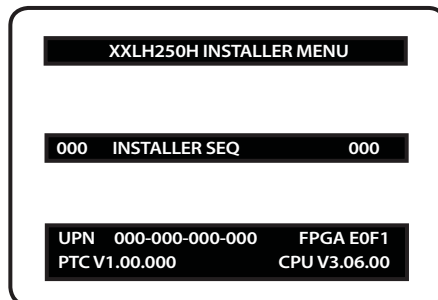 XXLH250H INSTALLER MENU
000 INSTALLER SEQ 000
UPN 000-000-000-000 FPGA E0F1
PTC V1.00.000 CPU V3.06.00